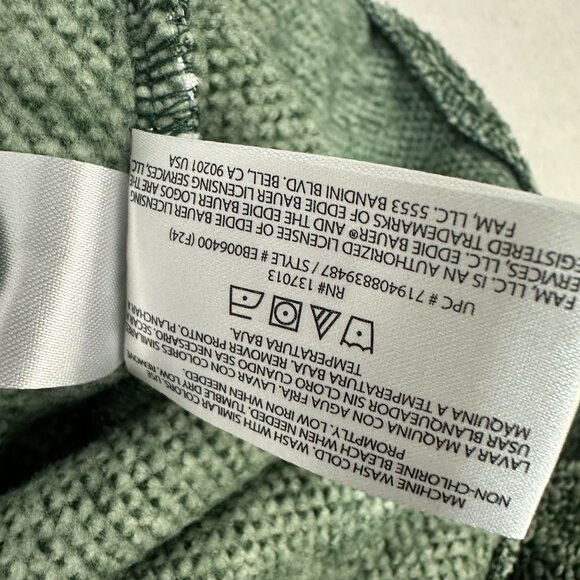 MACHINE WASH COLD. WASH WITH SIMILAR COLORS, USE
NON-CHLORINE BLEACH WHEN NEEDED. TUMBLE DRY LOW, REMOVE
PROMPTLY. LOW IRON WHEN NEEDED.
LAVAR A MAQUINA CON AGUA FRIA. LAVAR CON COLORES SIMILAR
USAR BLANQUEADOR SIN CLORO CUANDO SEA NECESARIO. SECAR
MAQUINA A TEMPERATURA BAJA. REMOVER PRONTO. PLANCHAR
TEMPERATURA BAJA.
RN# 137013
UPC # 719408839487 / STYLE # EB006400 (F24)
FAM, LLC. IS AN AUTHORIZED LICENSEE OF EDDIE BAUER LICENSING
SERVICES, LLC. EDDIE BAUER® AND THE EDDIE BAUER LOGOS ARE THE
REGISTERED TRADEMARKS OF EDDIE BAUER LICENSING SERVICES, LLC.
FAM, LLC. 5553 BANDINI BLVD. BELL, CA 90201 USA